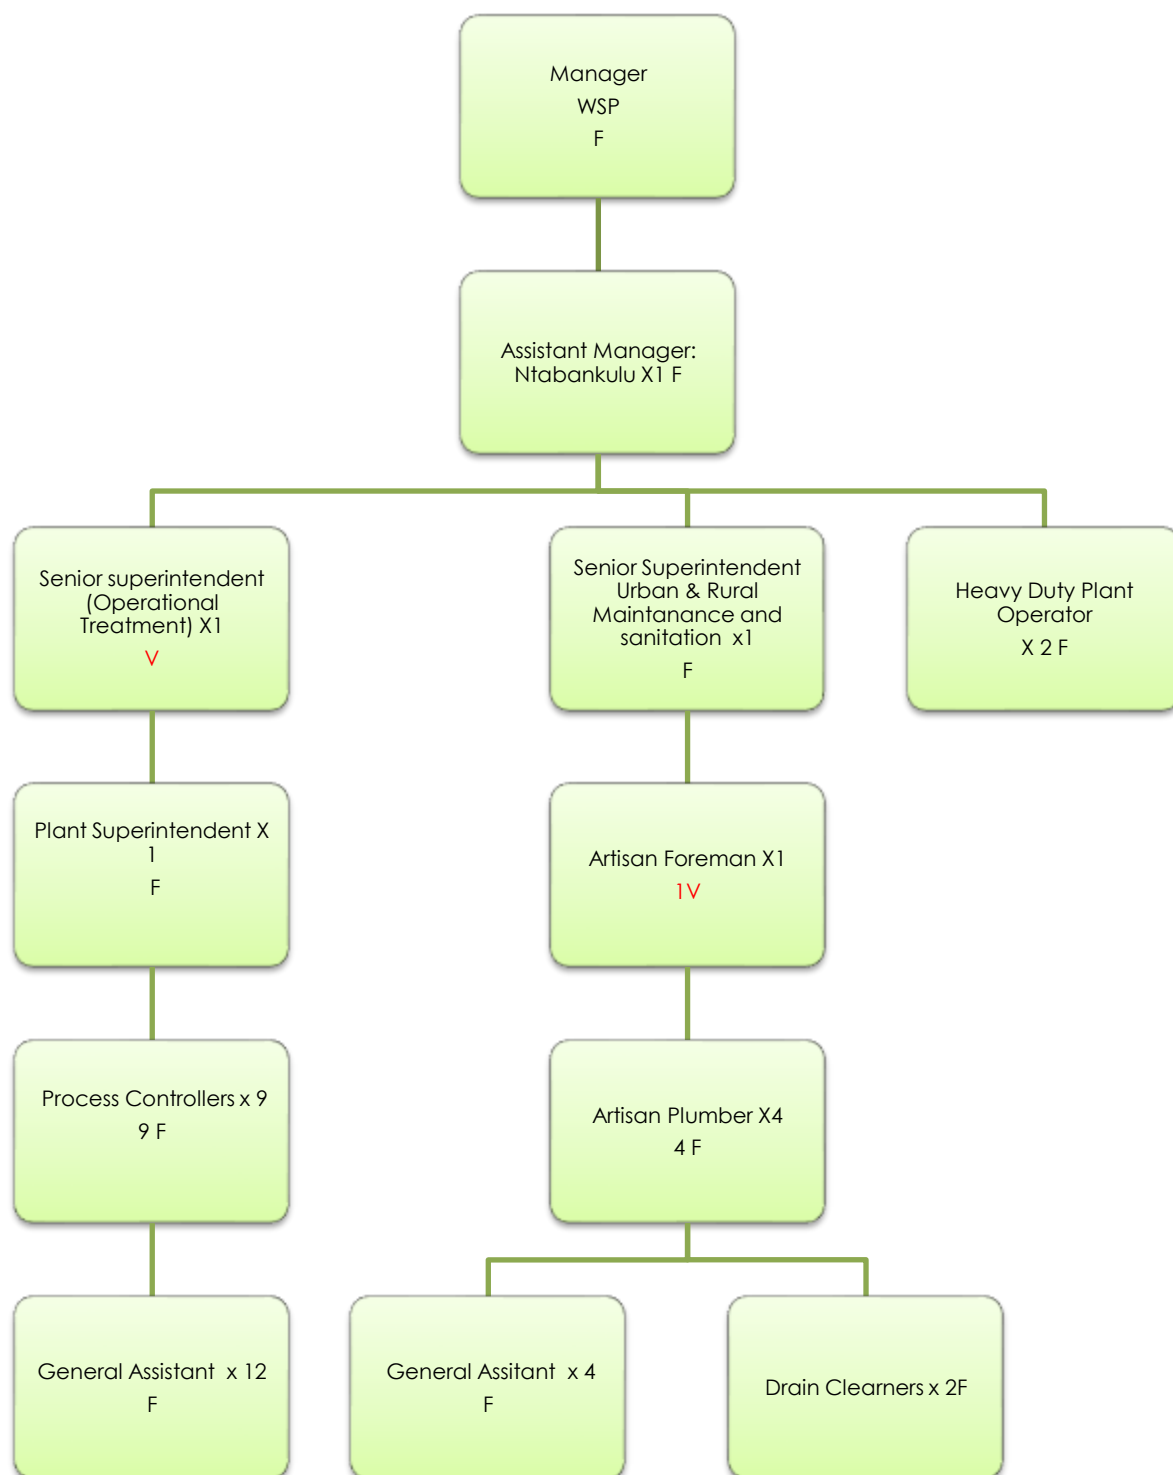 Manager
WSP
F
Assistant Manager:
Ntabankulu X1 F
Senior superintendent
(Operational
Treatment) X1
V
Senior Superintendent
Urban & Rural
Maintanance and
sanitation  x1
F
Heavy Duty Plant
Operator
X 2 F
Plant Superintendent X
1
F
Artisan Foreman X1
1V
Process Controllers x 9
9 F
Artisan Plumber X4
4 F
General Assistant  x 12
F
General Assitant  x 4
F
Drain Clearners x 2F